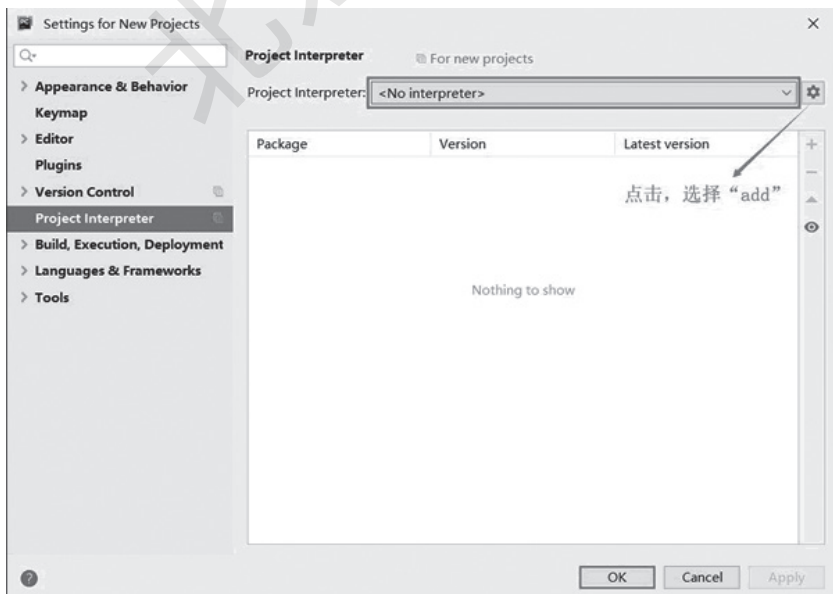 Settings for New Projects
Project Interpreter
For new projects
Appearance & Behavior
Project Interpreter:
<No interpreter>
Keymap
Editor
Package
Version
Latest version
Plugins
Version Control
点击，选择“add”
Project Interpreter
Build, Execution, Deployment
Languages & Frameworks
Tools
Nothing to show
OK
Cancel
Apply